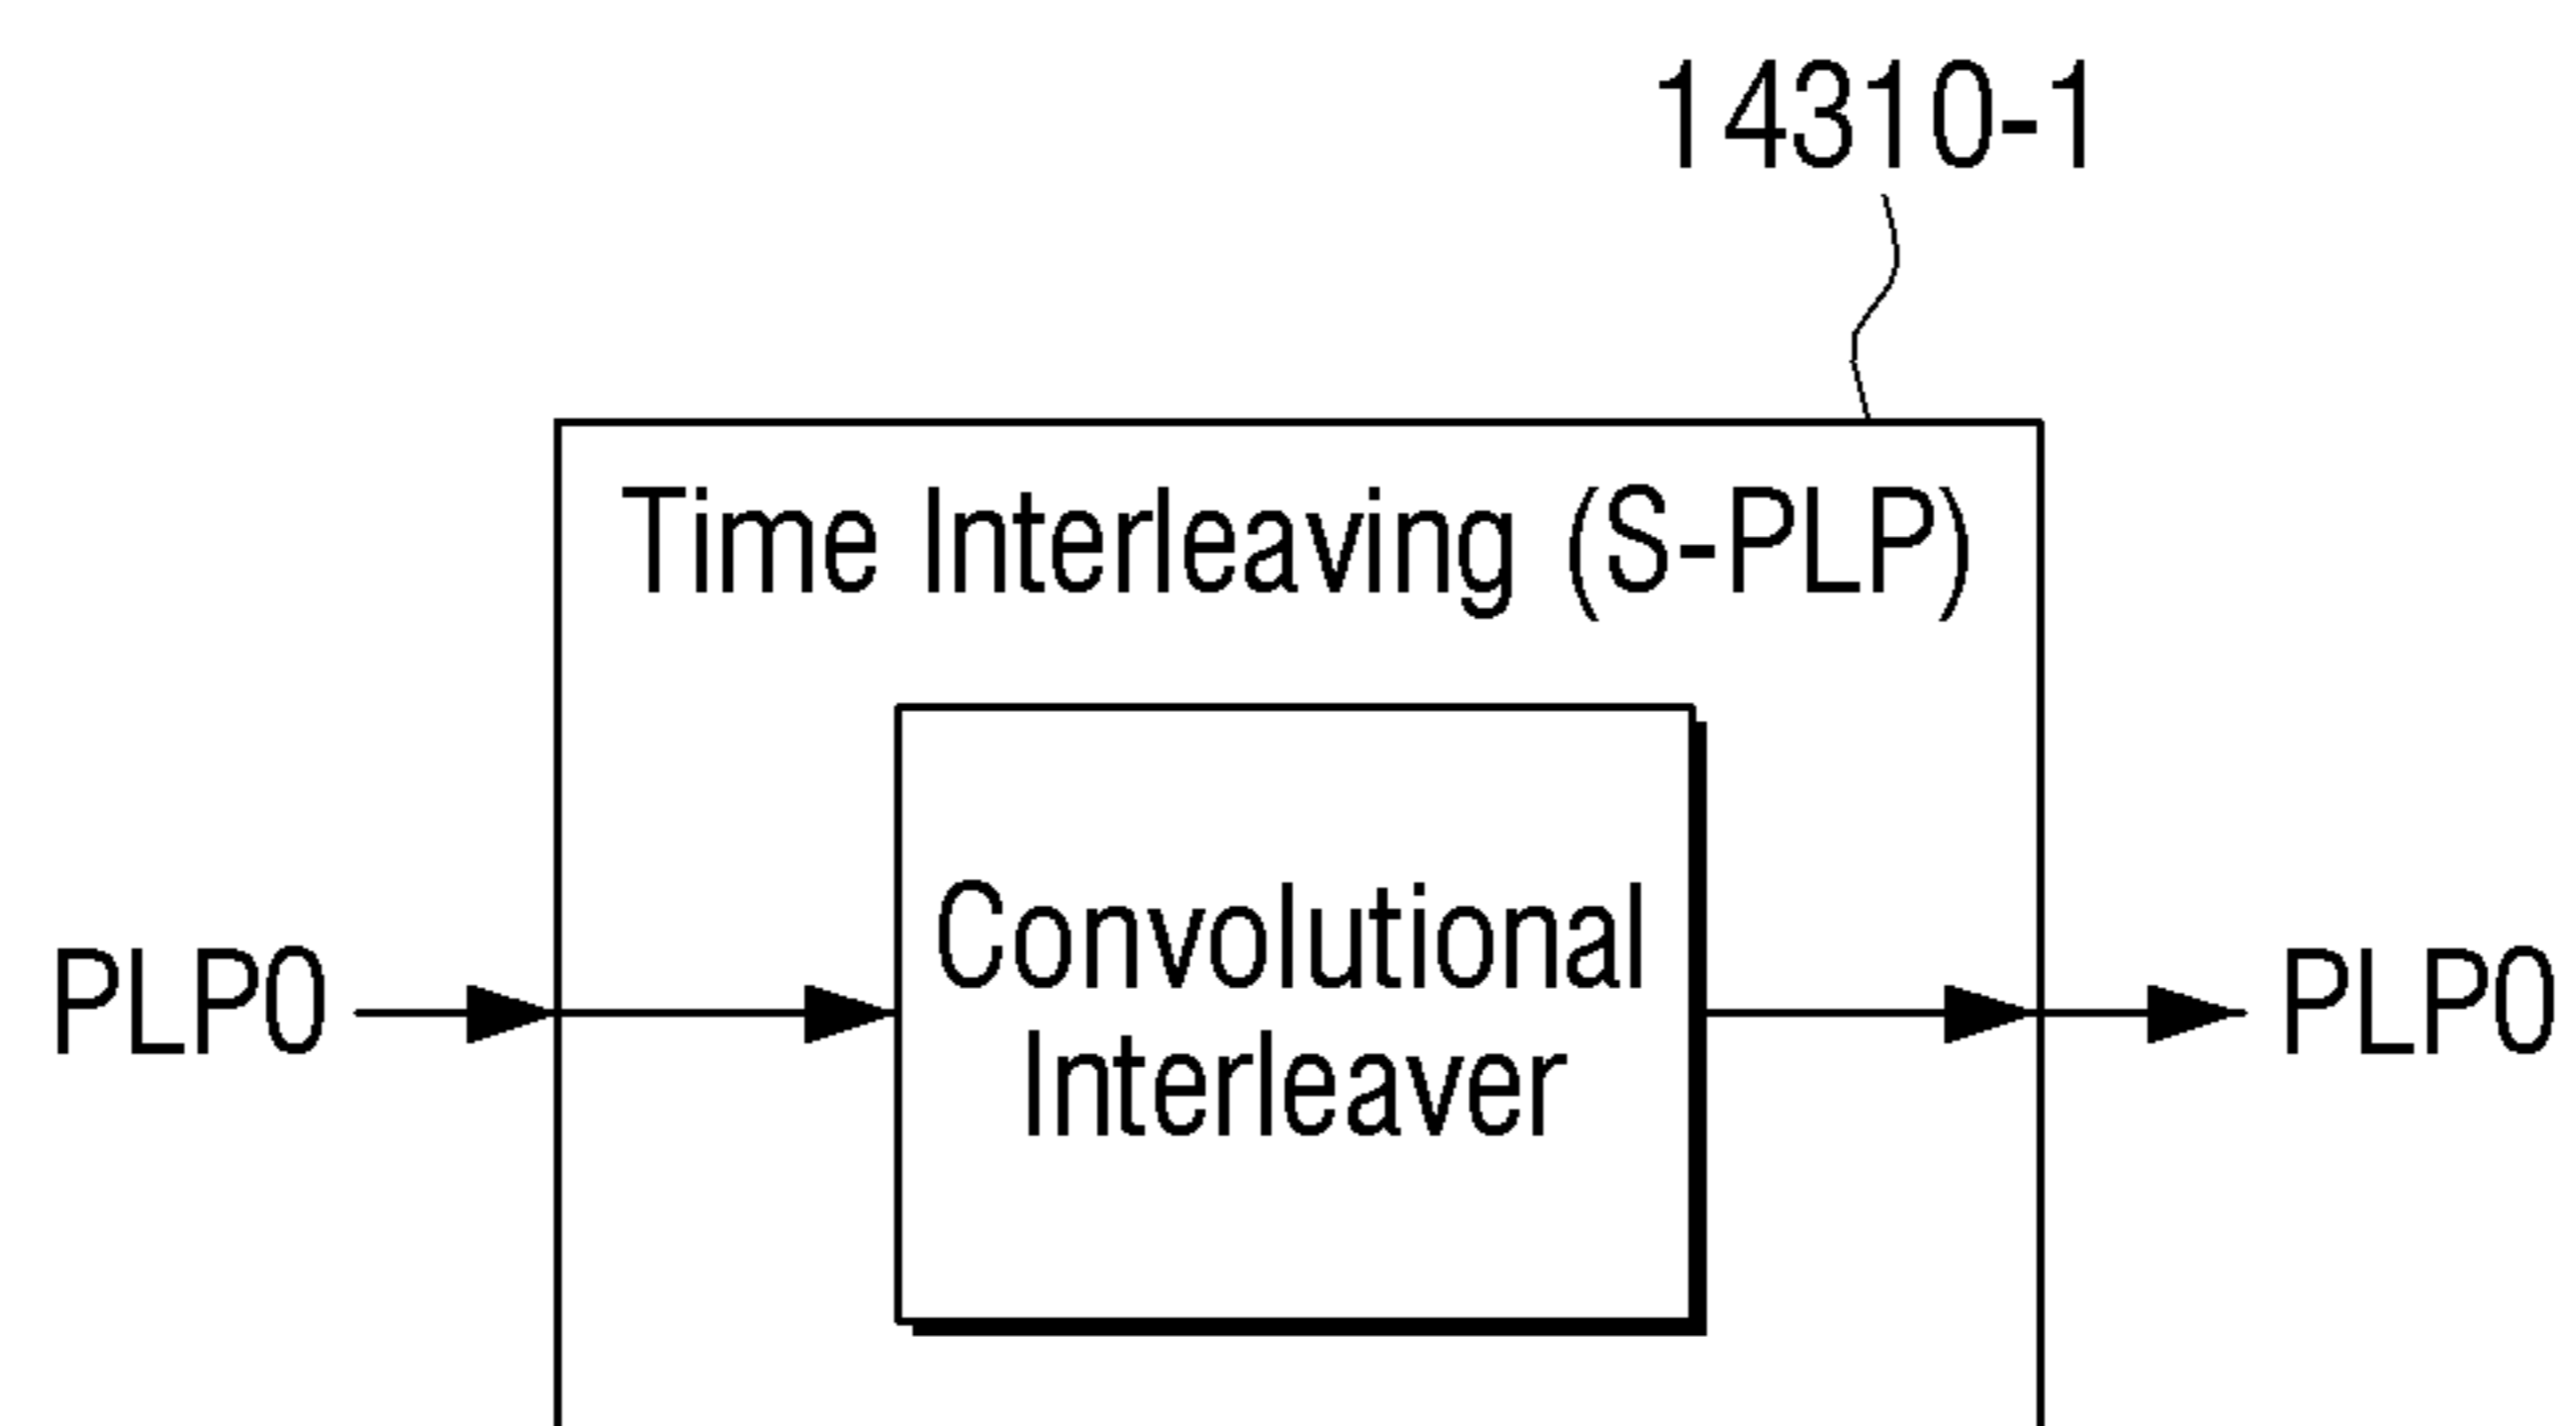 14310-1
Time Interleaving (S-PLP)
PLP0
Convolutional
Interleaver
PLP0